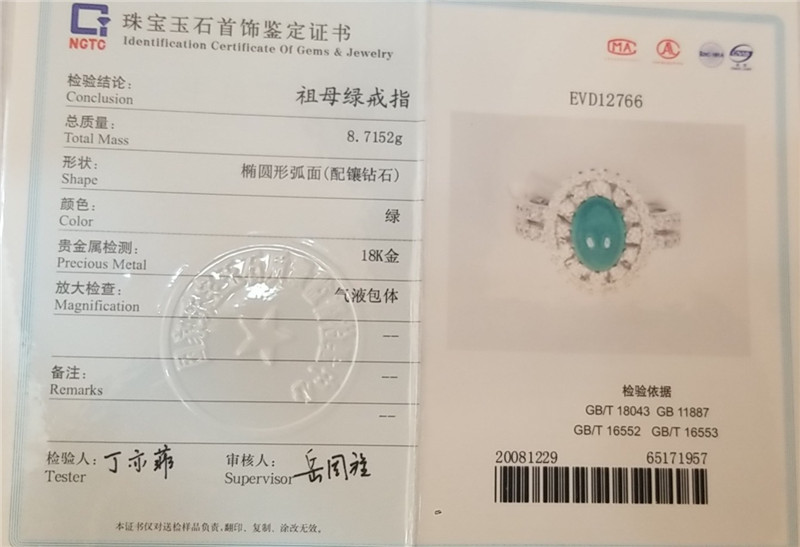 NGTC
珠宝玉石首饰鉴定证书
Identification Certificate Of Gems & Jewelry
检验结论:
Conclusion
祖母绿戒指
总质量:
Total Mass
8.7152g
形状:
Shape
椭圆形弧面(配镶钻石)
颜色:
Color
绿
贵金属检测:
Precious Metal
18K金
放大检查:
Magnification
气液包体
--
备注:
Remarks
--
--
检验人:
Tester
审核人:
Supervisor
本证书仅对送检样品负责,翻印、复制、涂改无效。
MA
EVD12766
检验依据
GB/T 18043 GB 11887
GB/T 16552 GB/T 16553
20081229
65171957